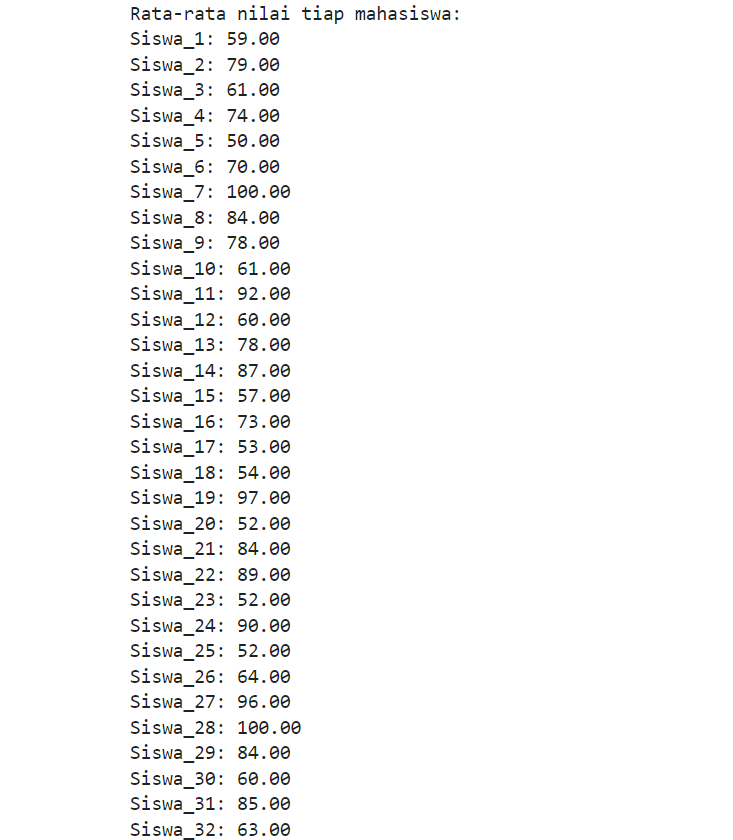 Rata-rata nilai tiap mahasiswa:
Siswa_1: 59.00
Siswa_2: 79.00
Siswa_3: 61.00
Siswa_4: 74.00
Siswa_5: 50.00
Siswa_6: 70.00
Siswa_7: 100.00
Siswa_8: 84.00
Siswa_9: 78.00
Siswa_10: 61.00
Siswa_11: 92.00
Siswa_12: 60.00
Siswa_13: 78.00
Siswa_14: 87.00
Siswa_15: 57.00
Siswa_16: 73.00
Siswa_17: 53.00
Siswa_18: 54.00
Siswa_19: 97.00
Siswa_20: 52.00
Siswa_21: 84.00
Siswa_22: 89.00
Siswa_23: 52.00
Siswa_24: 90.00
Siswa_25: 52.00
Siswa_26: 64.00
Siswa_27: 96.00
Siswa_28: 100.00
Siswa_29: 84.00
Siswa_30: 60.00
Siswa_31: 85.00
Siswa_32: 63.00